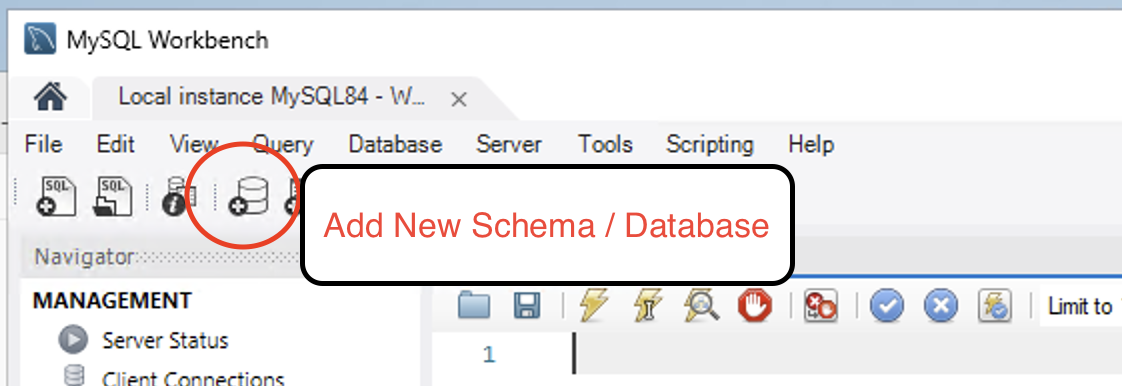 MySQL Workbench
Local instance MySQL84 - W...
File Edit View Query Database Server Tools Scripting Help
SQL SQL
Add New Schema / Database
Navigator
MANAGEMENT
Server Status
Limit to
1
Client Connections